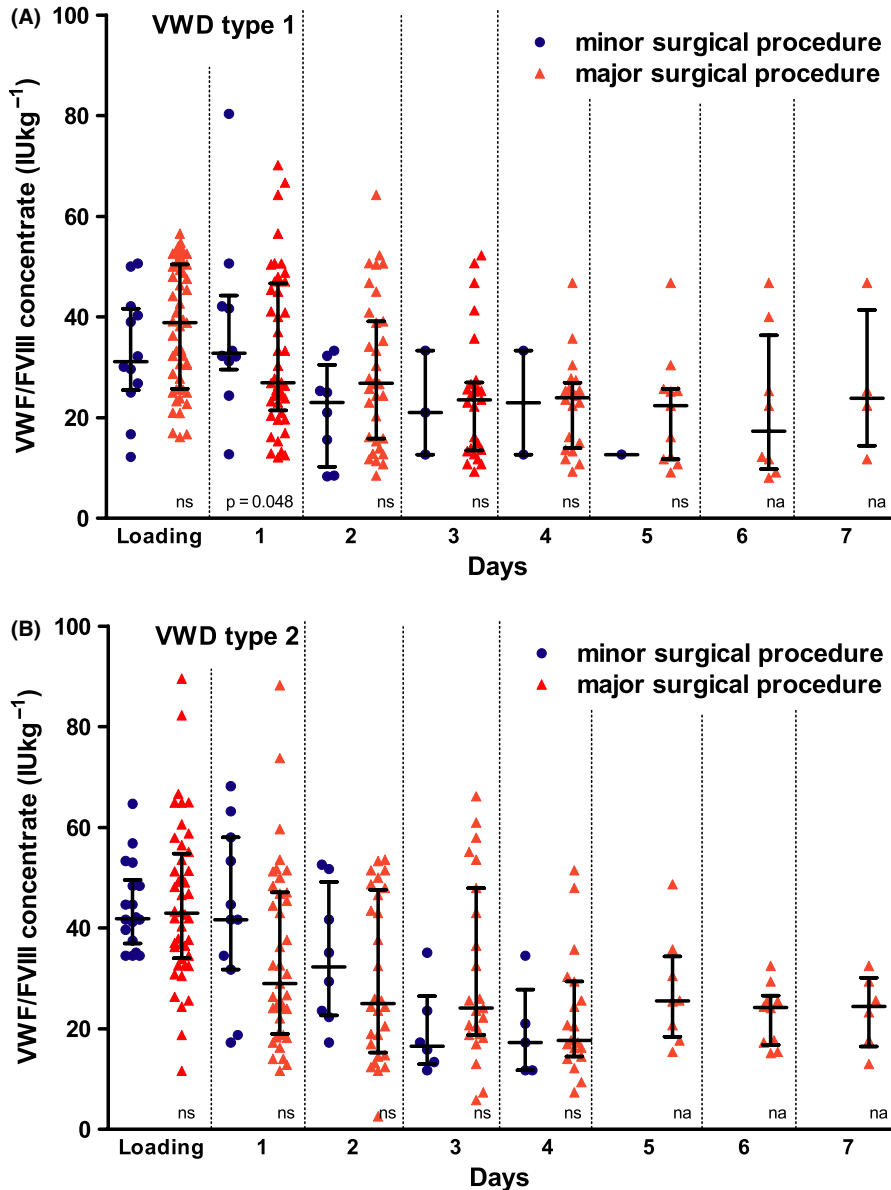 (A)
VWD type 1
minor surgical procedure
major surgical procedure
VWF/FVIII concentrate (IUkg⁻¹)
100
80
60
40
20
0
ns
p = 0.048
ns
ns
ns
ns
na
na
Loading 1 2 3 4 5 6 7
Days
(B)
VWD type 2
minor surgical procedure
major surgical procedure
VWF/FVIII concentrate (IUkg⁻¹)
100
80
60
40
20
0
ns
ns
ns
ns
ns
na
na
na
Loading 1 2 3 4 5 6 7
Days